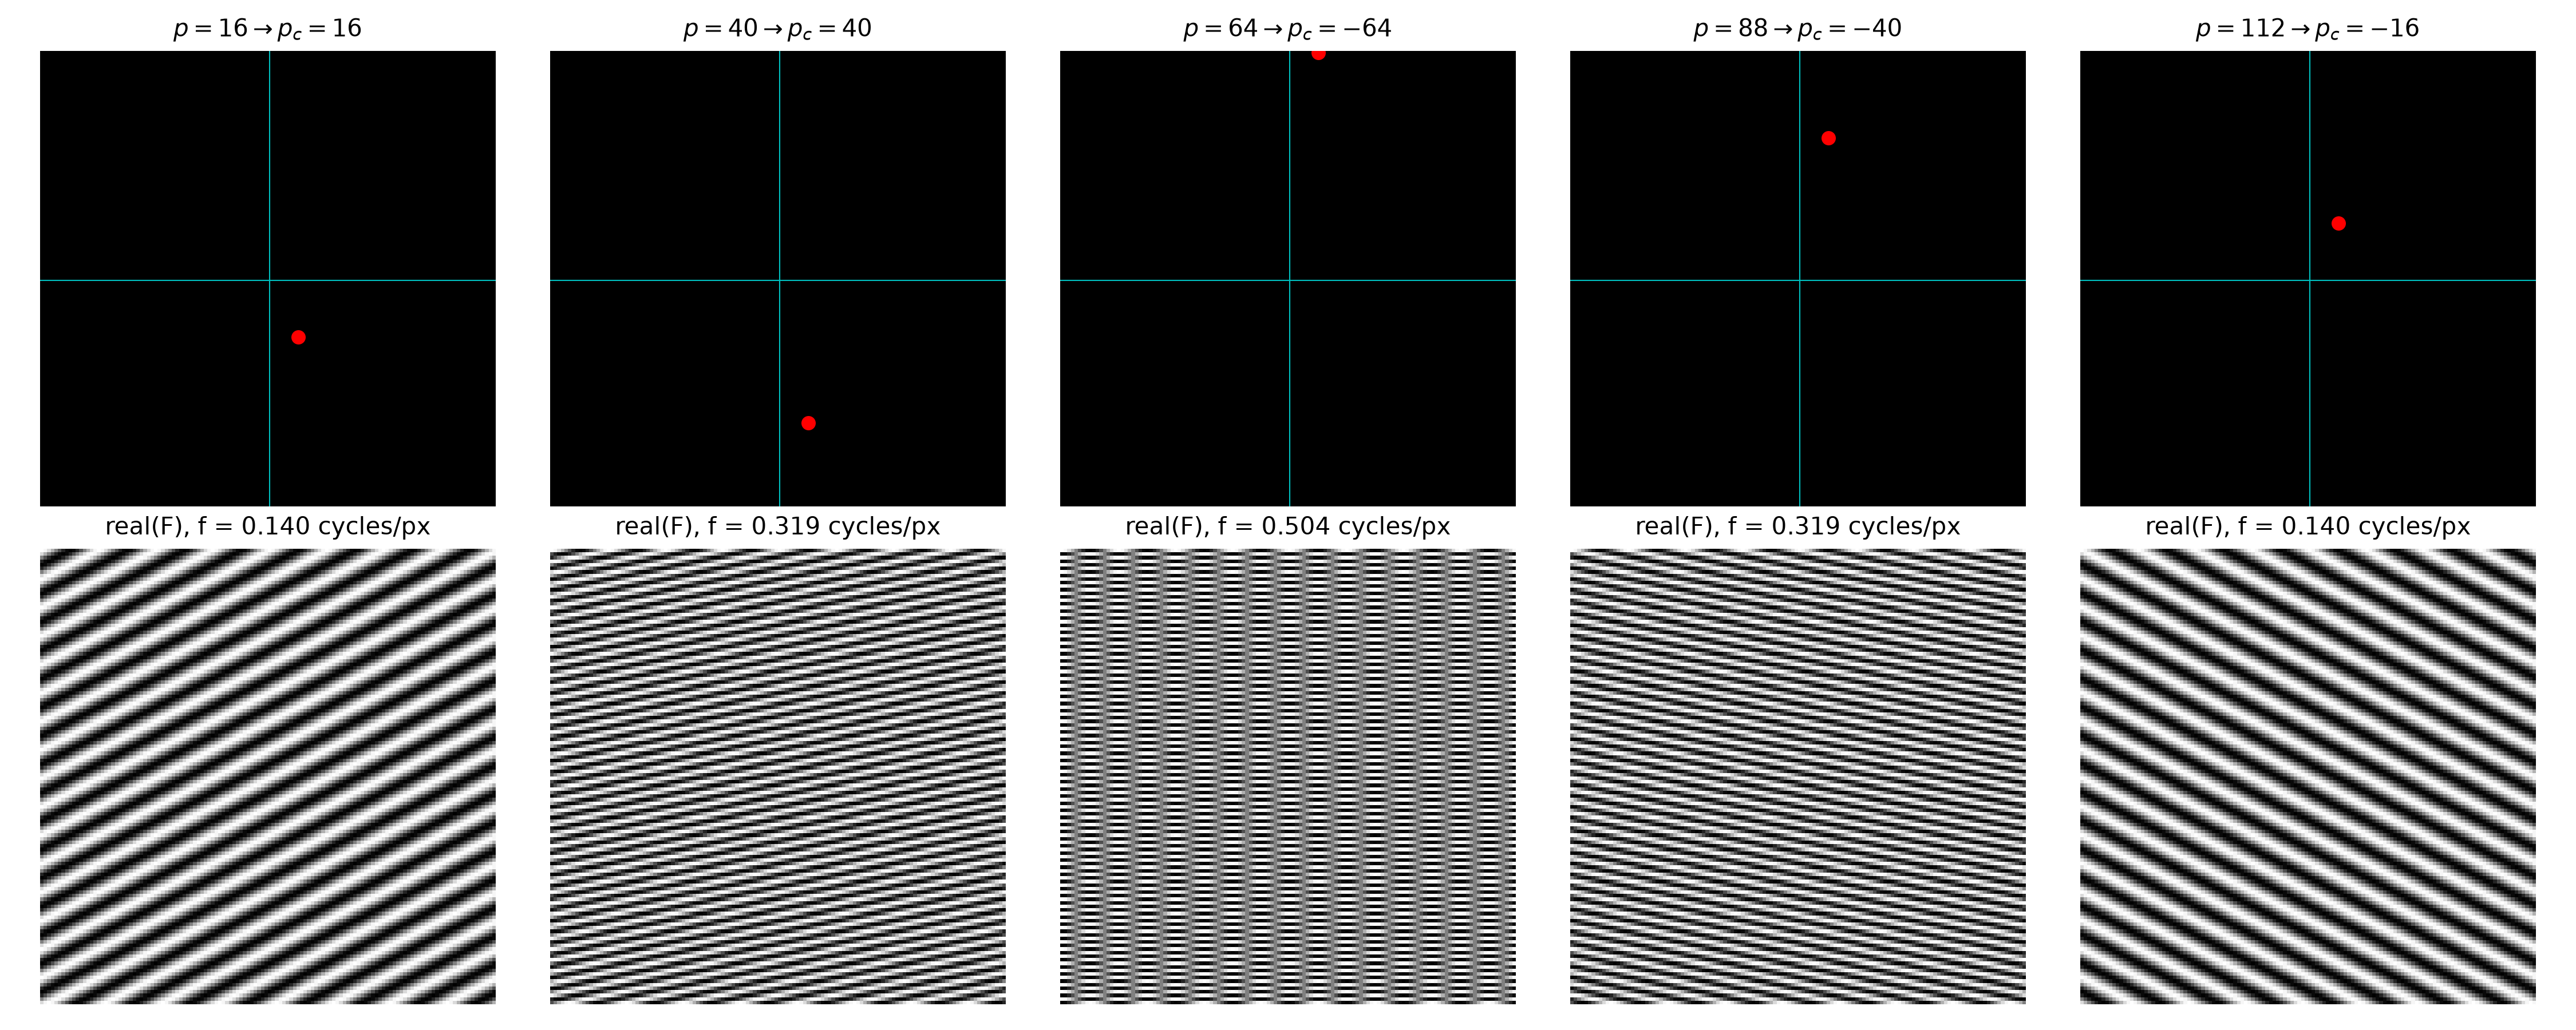 p = 16 → p_c = 16
p = 40 → p_c = 40
p = 64 → p_c = −64
p = 88 → p_c = −40
p = 112 → p_c = −16
real(F), f = 0.140 cycles/px
real(F), f = 0.319 cycles/px
real(F), f = 0.504 cycles/px
real(F), f = 0.319 cycles/px
real(F), f = 0.140 cycles/px